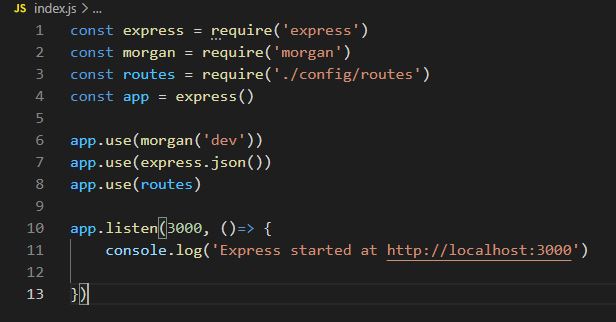 JS index.js > ...
1 const express = require('express')
2 const morgan = require('morgan')
3 const routes = require('./config/routes')
4 const app = express()
5
6 app.use(morgan('dev'))
7 app.use(express.json())
8 app.use(routes)
9
10 app.listen(3000, ()=> {
11     console.log('Express started at http://localhost:3000')
12
13 })